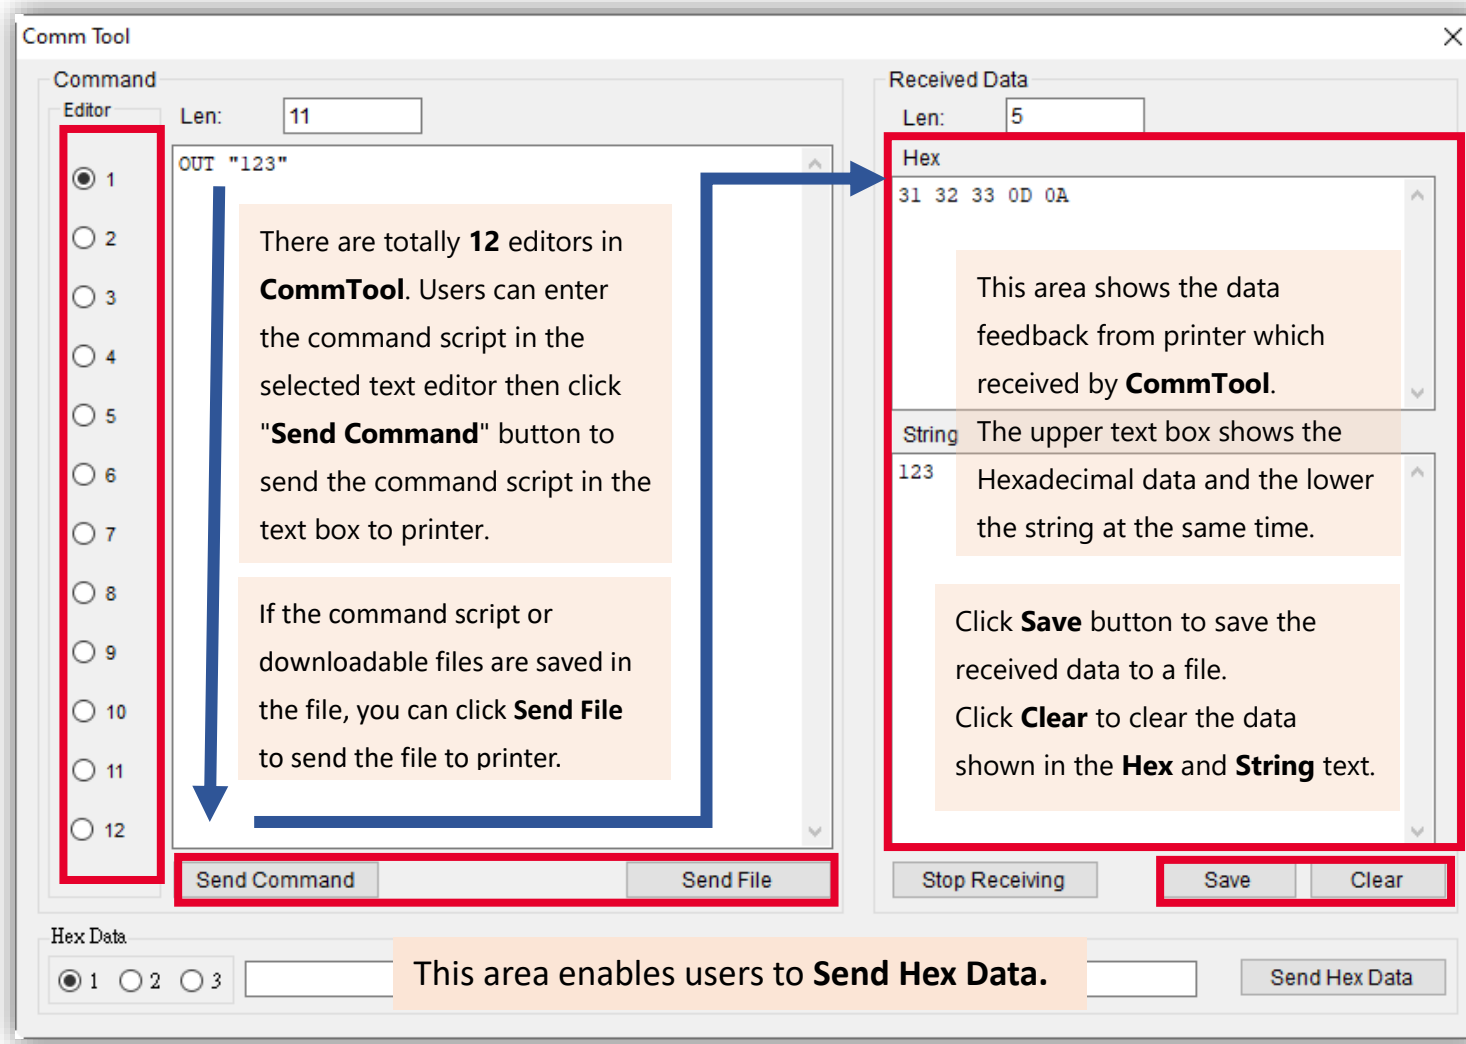 Comm Tool
Command
Editor
Len:
11
1
2
3
4
5
6
7
8
9
10
11
12
OUT "123"
There are totally 12 editors in
CommTool. Users can enter
the command script in the
selected text editor then click
"Send Command" button to
send the command script in the
text box to printer.
If the command script or
downloadable files are saved in
the file, you can click Send File
to send the file to printer.
Send Command
Send File
Received Data
Len:
5
Hex
31 32 33 0D 0A
This area shows the data
feedback from printer which
received by CommTool.
The upper text box shows the
Hexadecimal data and the lower
the string at the same time.
String
123
Click Save button to save the
received data to a file.
Click Clear to clear the data
shown in the Hex and String text.
Stop Receiving
Save
Clear
Hex Data
1
2
3
This area enables users to Send Hex Data.
Send Hex Data